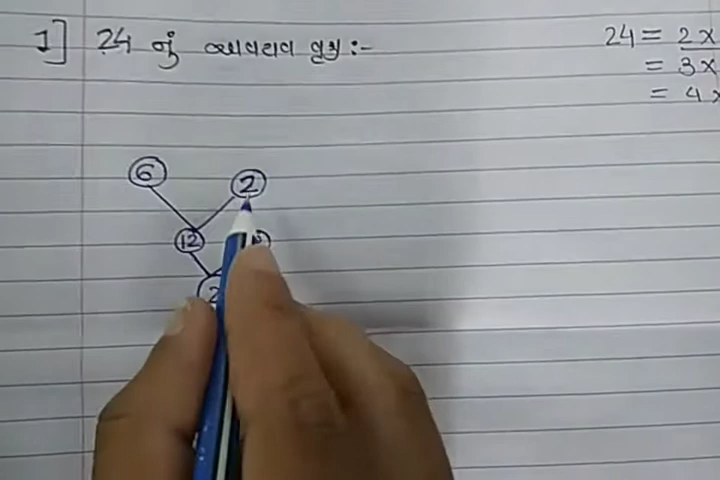 1] 24 નું અવયવ વૃક્ષ :-
24 = 2 x
= 3 x
= 4 x
6 2
12